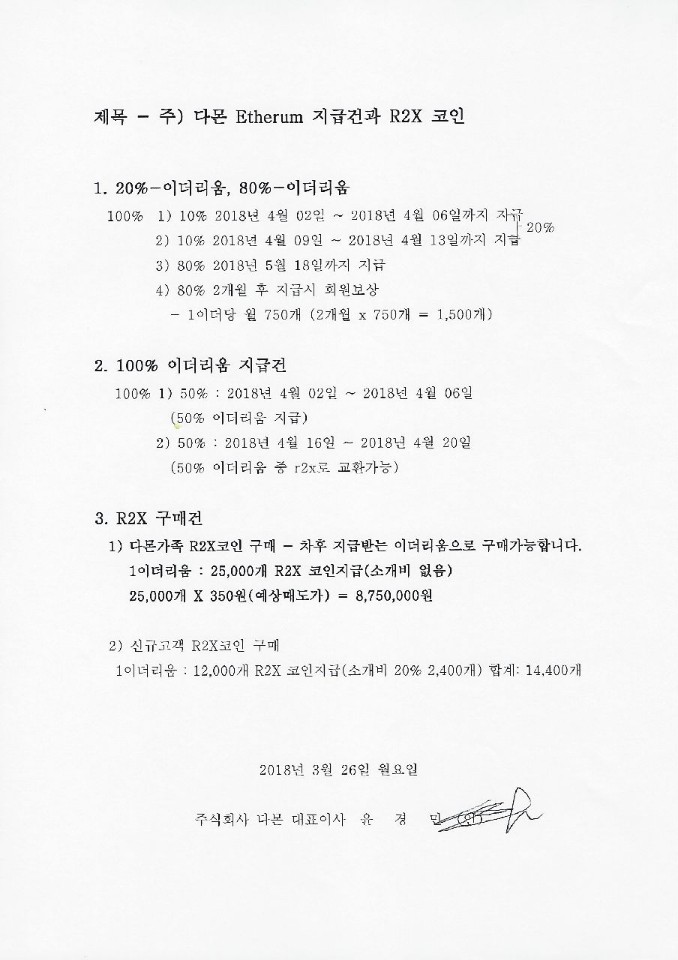 제목 - 주) 다몬 Etherum 지급건과 R2X 코인
1. 20%-이더리움, 80%-이더리움
100% 1) 10% 2018년 4월 02일 ~ 2018년 4월 06일까지 지급
20%
2) 10% 2018년 4월 09일 ~ 2018년 4월 13일까지 지급
3) 80% 2018년 5월 18일까지 지급
4) 80% 2개월 후 지급시 회원보상
- 1이더당 월 750개 (2개월 x 750개 = 1,500개)
2. 100% 이더리움 지급건
100% 1) 50% : 2018년 4월 02일 ~ 2018년 4월 06일
(50% 이더리움 지급)
2) 50% : 2018년 4월 16일 ~ 2018년 4월 20일
(50% 이더리움 중 r2x로 교환가능)
3. R2X 구매건
1) 다몬가족 R2X코인 구매 - 차후 지급받는 이더리움으로 구매가능합니다.
1이더리움 : 25,000개 R2X 코인지급(소개비 없음)
25,000개 X 350원(예상매도가) = 8,750,000원
2) 신규고객 R2X코인 구매
1이더리움 : 12,000개 R2X 코인지급(소개비 20% 2,400개) 합계: 14,400개
2018년 3월 26일 월요일
주식회사 다몬 대표이사 윤 경 민 (인)